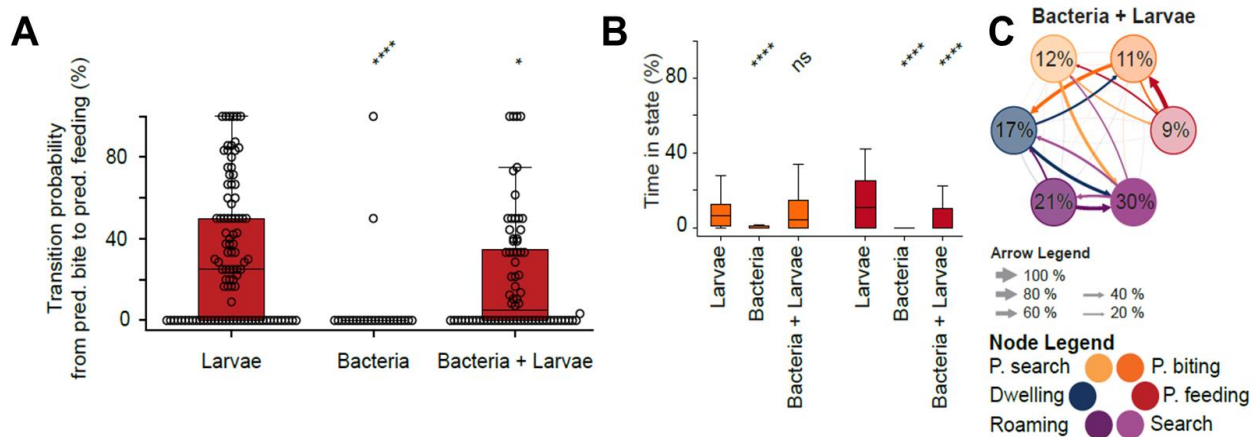 A
Transition probability
from pred. bite to pred. feeding (%)
80
40
0
****
*
Larvae
Bacteria
Bacteria + Larvae
B
Time in state (%)
80
40
0
****
ns
****
****
Larvae
Bacteria
Bacteria + Larvae
Larvae
Bacteria
Bacteria + Larvae
C
Bacteria + Larvae
12%
11%
17%
9%
21%
30%
Arrow Legend
100 %
80 %
40 %
60 %
20 %
Node Legend
P. search
P. biting
Dwelling
P. feeding
Roaming
Search